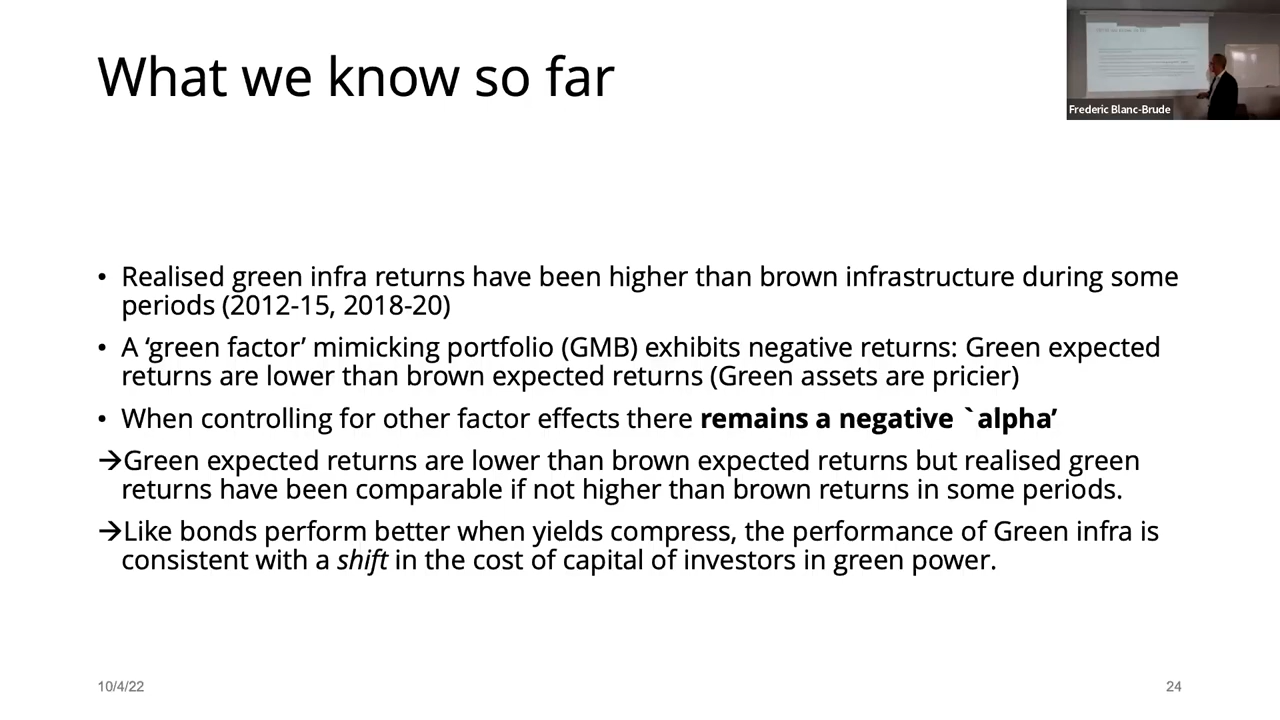 What we know so far
Frederic Blanc-Brude
• Realised green infra returns have been higher than brown infrastructure during some
periods (2012-15, 2018-20)
• A ‘green factor’ mimicking portfolio (GMB) exhibits negative returns: Green expected
returns are lower than brown expected returns (Green assets are pricier)
• When controlling for other factor effects there remains a negative `alpha’
→Green expected returns are lower than brown expected returns but realised green
returns have been comparable if not higher than brown returns in some periods.
→Like bonds perform better when yields compress, the performance of Green infra is
consistent with a shift in the cost of capital of investors in green power.
10/4/22
24